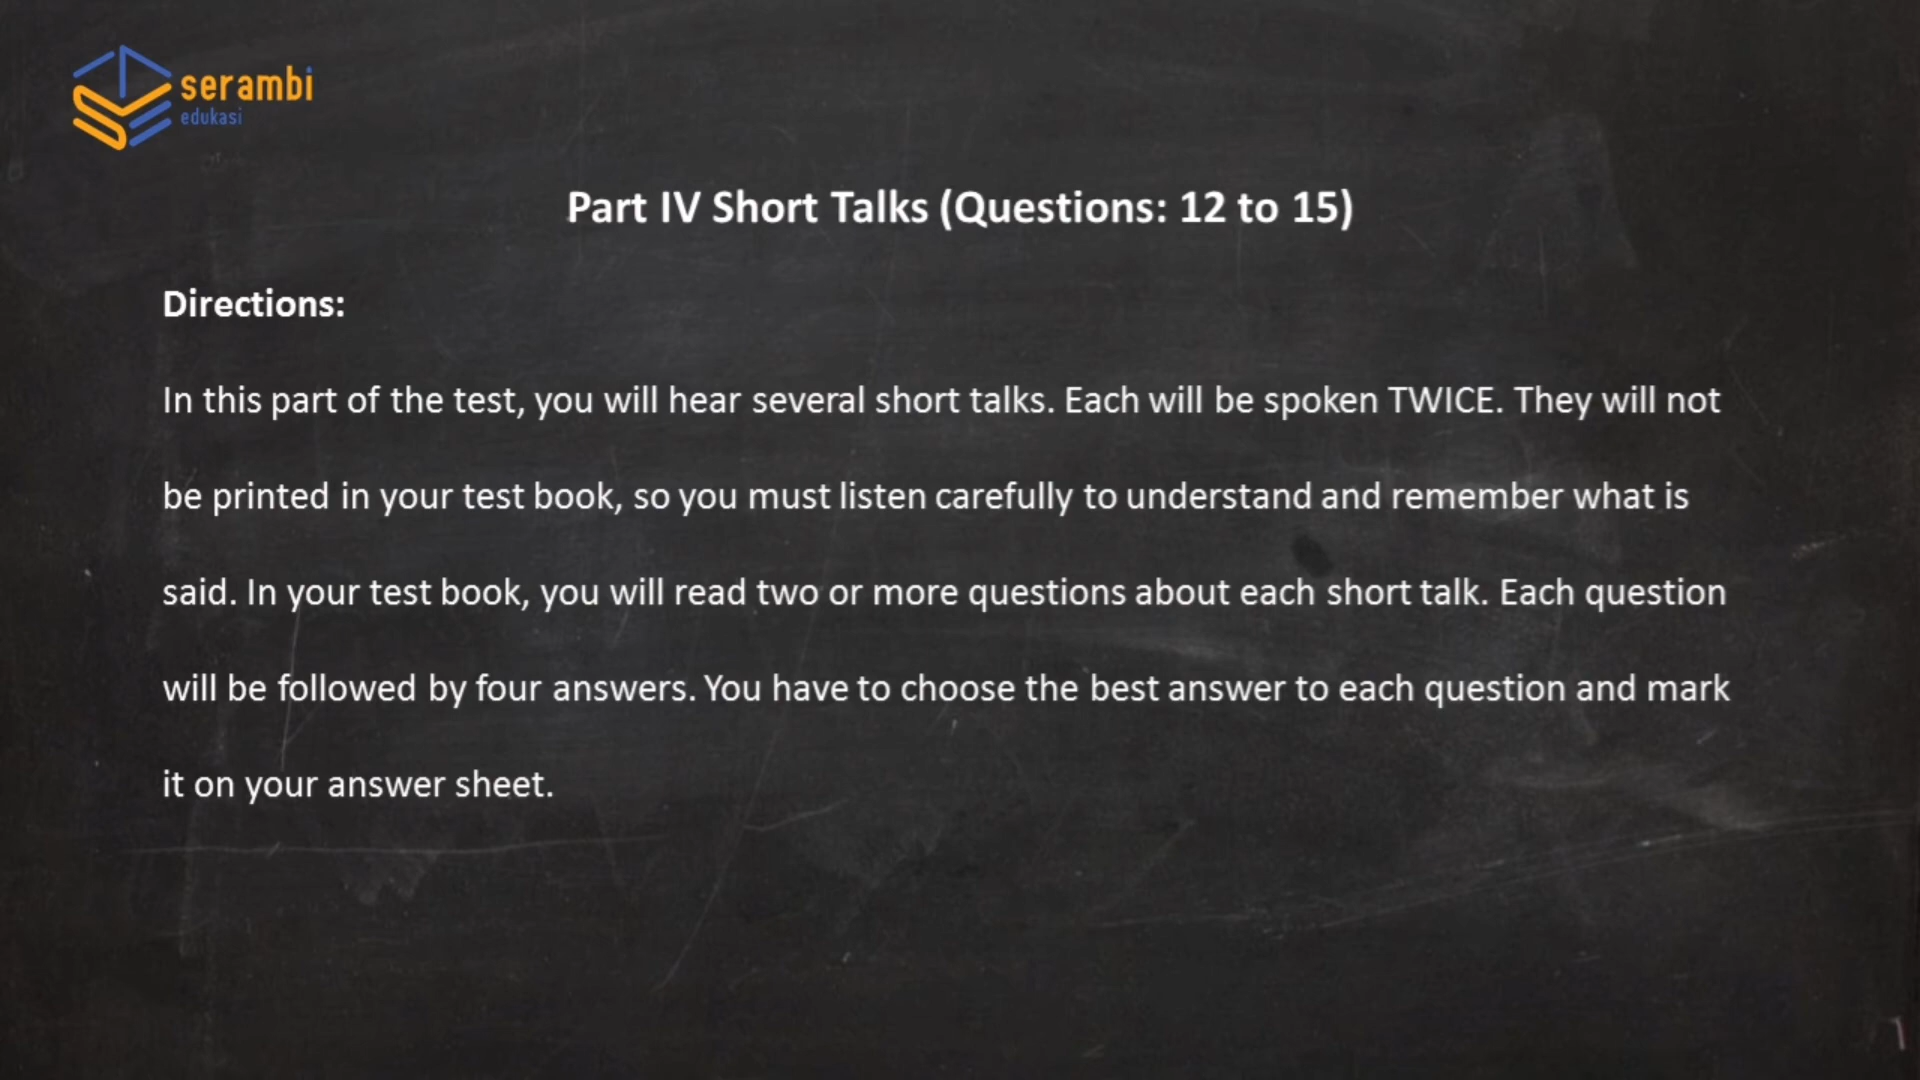 serambi
edukasi
Part IV Short Talks (Questions: 12 to 15)
Directions:
In this part of the test, you will hear several short talks. Each will be spoken TWICE. They will not
be printed in your test book, so you must listen carefully to understand and remember what is
said. In your test book, you will read two or more questions about each short talk. Each question
will be followed by four answers. You have to choose the best answer to each question and mark
it on your answer sheet.